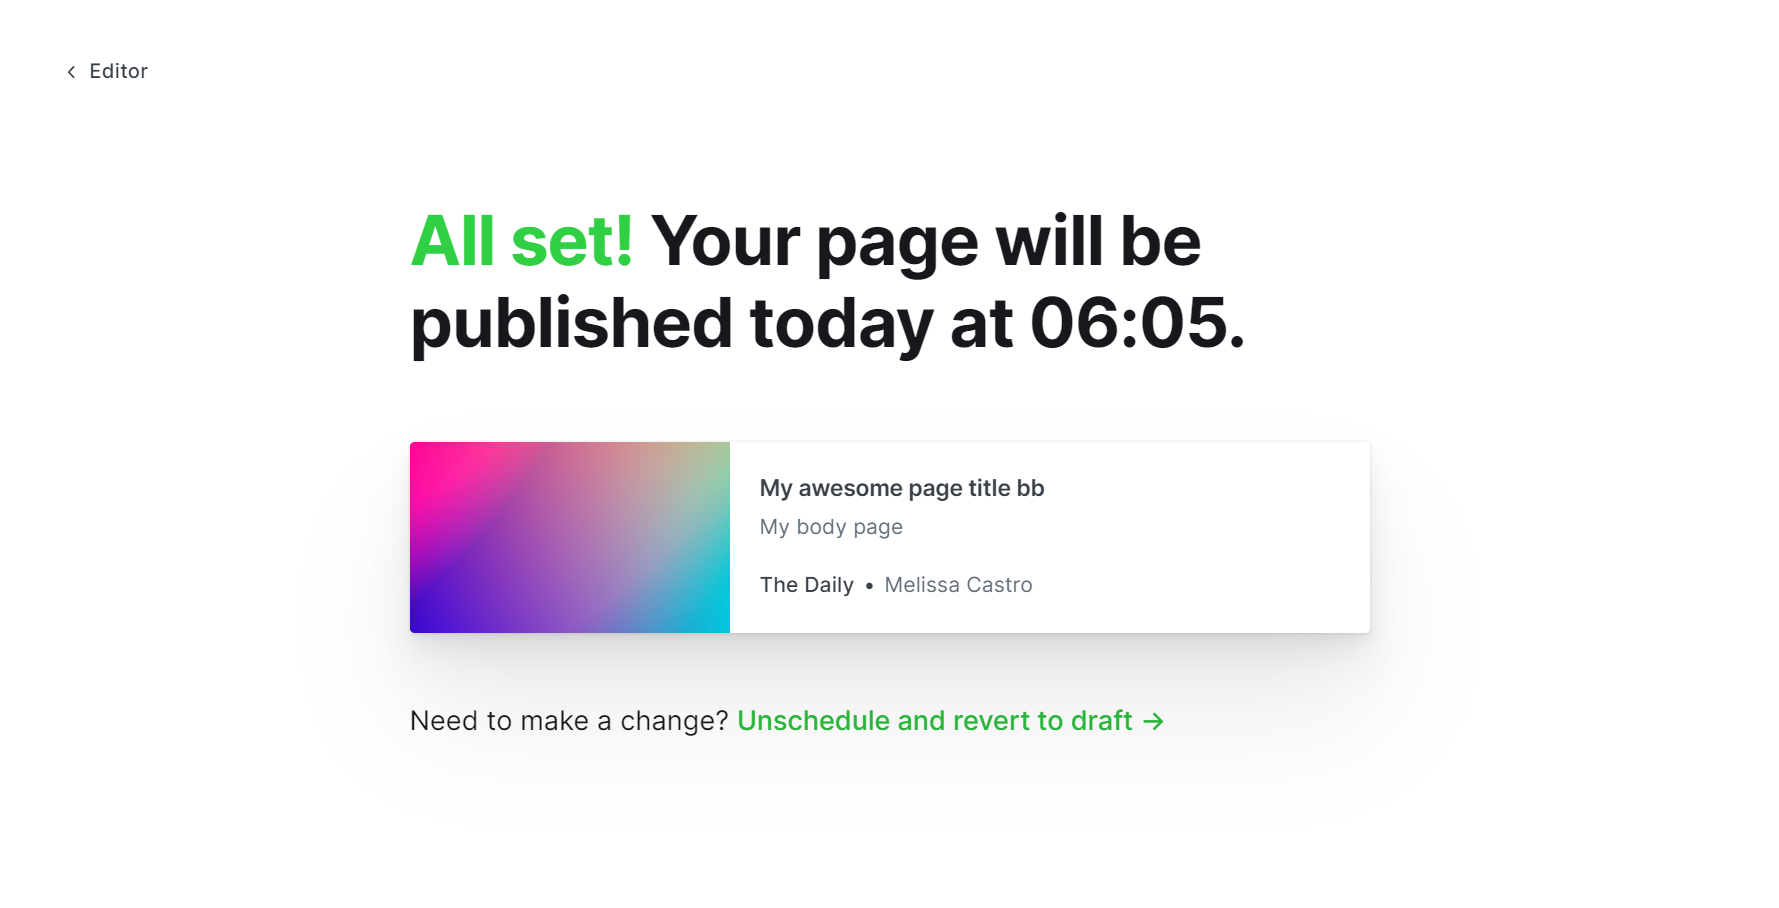 Editor
All set! Your page will be
published today at 06:05.
My awesome page title bb
My body page
The Daily • Melissa Castro
Need to make a change? Unschedule and revert to draft →